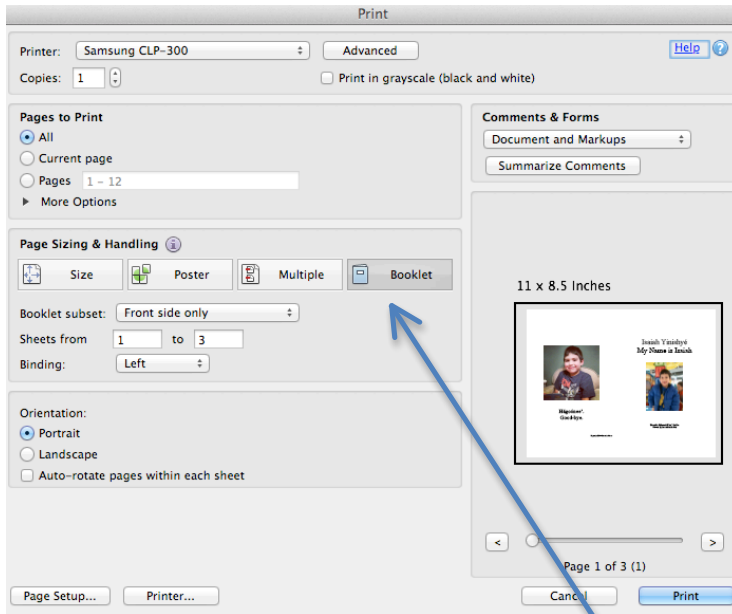 Print
Printer: Samsung CLP-300 Advanced Help
Copies: 1 Print in grayscale (black and white)
Pages to Print
All
Current page
Pages 1 - 12
More Options
Comments & Forms
Document and Markups
Summarize Comments
Page Sizing & Handling
Size Poster Multiple Booklet
Booklet subset: Front side only
Sheets from 1 to 3
Binding: Left
Orientation:
Portrait
Landscape
Auto-rotate pages within each sheet
11 x 8.5 Inches
Isaiah Yinishyé
My Name is Isaiah
Good-bye.
< >
Page 1 of 3 (1)
Page Setup... Printer... Cancel Print